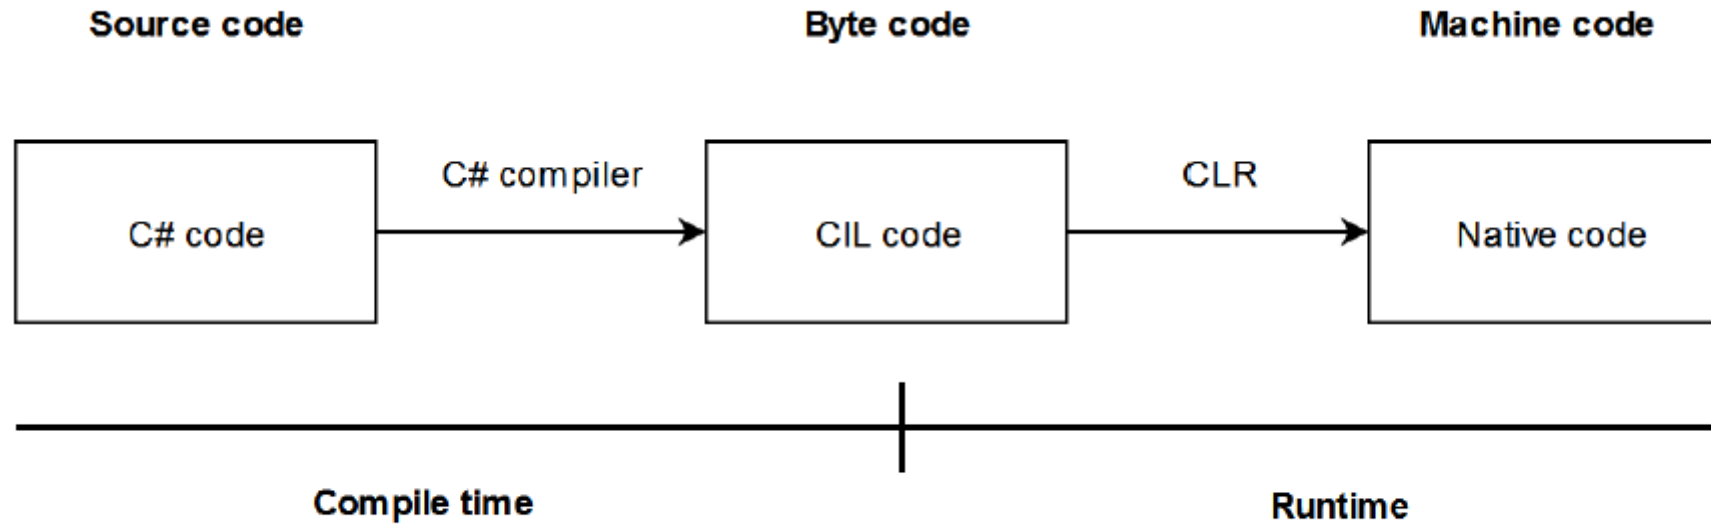 Source code
Byte code
Machine code
C# compiler
CLR
C# code
CIL code
Native code
Compile time
Runtime